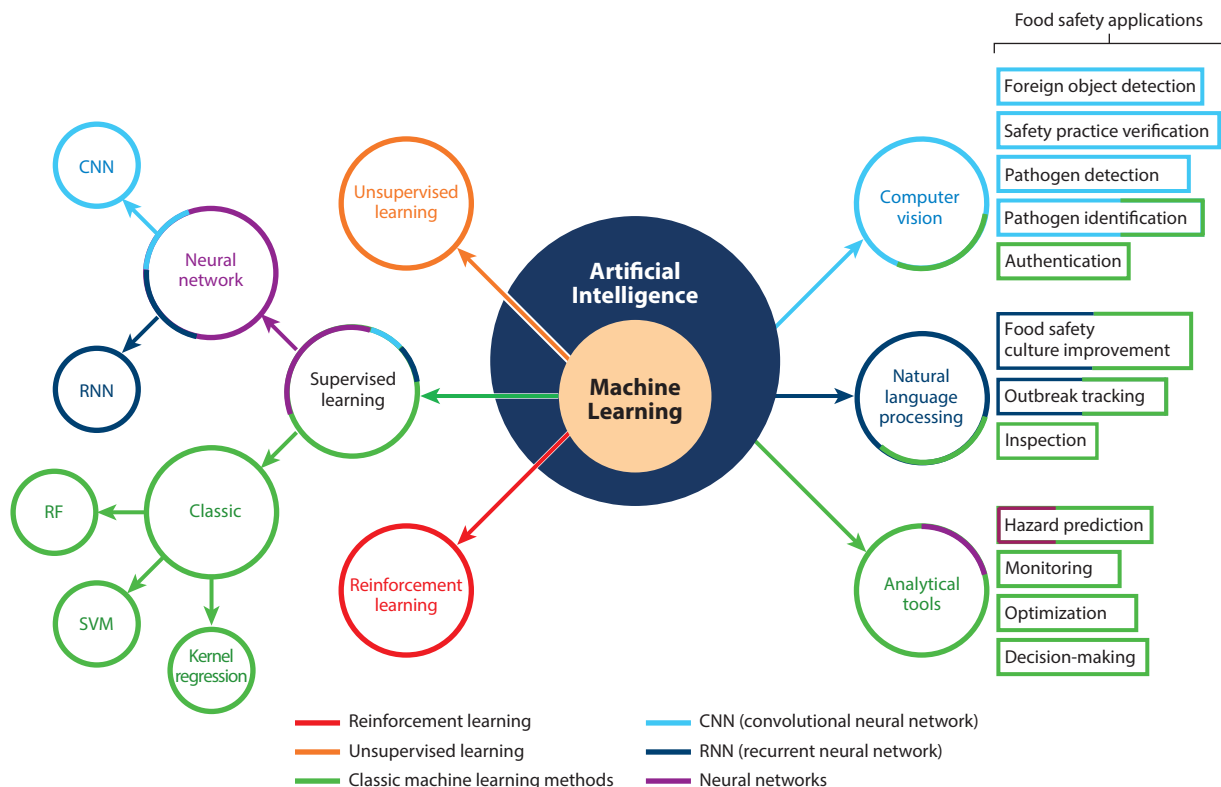 Food safety applications
Foreign object detection
Safety practice verification
Pathogen detection
Pathogen identification
Authentication
Food safety
culture improvement
Outbreak tracking
Inspection
Hazard prediction
Monitoring
Optimization
Decision-making
Computer
vision
Natural
language
processing
Analytical
tools
Artificial
Intelligence
Machine
Learning
Unsupervised
learning
Supervised
learning
Reinforcement
learning
CNN
Neural
network
RNN
RF
Classic
SVM
Kernel
regression
Reinforcement learning
Unsupervised learning
Classic machine learning methods
CNN (convolutional neural network)
RNN (recurrent neural network)
Neural networks